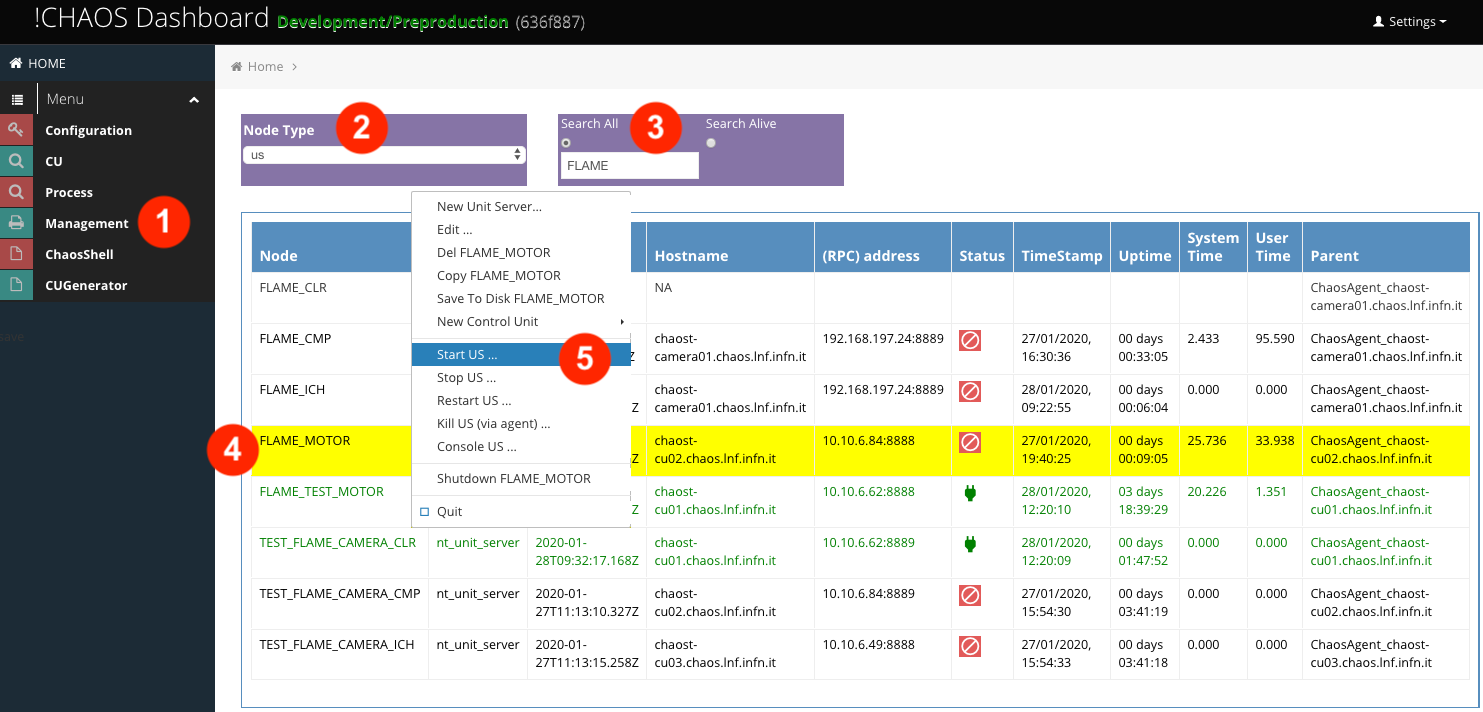 !CHAOS Dashboard Development/Preproduction (636f887)
Settings
HOME
Menu
Configuration
CU
Process
Management
ChaosShell
CUGenerator
save
1
Home
Node Type
2
us
Search All
3
Search Alive
FLAME
New Unit Server...
Edit ...
Del FLAME_MOTOR
Copy FLAME_MOTOR
Save To Disk FLAME_MOTOR
New Control Unit
Start US ...
5
Stop US ...
Restart US ...
Kill US (via agent) ...
Console US ...
Shutdown FLAME_MOTOR
Quit
Node Hostname (RPC) address Status TimeStamp Uptime System Time User Time Parent
FLAME_CLR NA ChaosAgent_chaost-
camera01.chaos.lnf.infn.it
FLAME_CMP chaost- 192.168.197.24:8889 27/01/2020, 00 days 2.433 95.590 ChaosAgent_chaost-
Z camera01.chaos.lnf.infn.it 16:30:36 00:33:05 camera01.chaos.lnf.infn.it
FLAME_ICH chaost- 192.168.197.24:8889 28/01/2020, 00 days 0.000 0.000 ChaosAgent_chaost-
Z camera01.chaos.lnf.infn.it 09:22:55 00:06:04 camera01.chaos.lnf.infn.it
4
FLAME_MOTOR chaost- 10.10.6.84:8888 27/01/2020, 00 days 25.736 33.938 ChaosAgent_chaost-
Z cu02.chaos.lnf.infn.it 19:40:25 00:09:05 cu02.chaos.lnf.infn.it
FLAME_TEST_MOTOR chaost- 10.10.6.62:8888 28/01/2020, 03 days 20.226 1.351 ChaosAgent_chaost-
Z cu01.chaos.lnf.infn.it 12:20:10 18:39:29 cu01.chaos.lnf.infn.it
TEST_FLAME_CAMERA_CLR nt_unit_server 2020-01- chaost- 10.10.6.62:8889 28/01/2020, 00 days 0.000 0.000 ChaosAgent_chaost-
28T09:32:17.168Z cu01.chaos.lnf.infn.it 12:20:09 01:47:52 cu01.chaos.lnf.infn.it
TEST_FLAME_CAMERA_CMP nt_unit_server 2020-01- chaost- 10.10.6.84:8889 27/01/2020, 00 days 0.000 0.000 ChaosAgent_chaost-
27T11:13:10.327Z cu02.chaos.lnf.infn.it 15:54:30 03:41:19 cu02.chaos.lnf.infn.it
TEST_FLAME_CAMERA_ICH nt_unit_server 2020-01- chaost- 10.10.6.49:8888 27/01/2020, 00 days 0.000 0.000 ChaosAgent_chaost-
27T11:13:15.258Z cu03.chaos.lnf.infn.it 15:54:33 03:41:18 cu03.chaos.lnf.infn.it